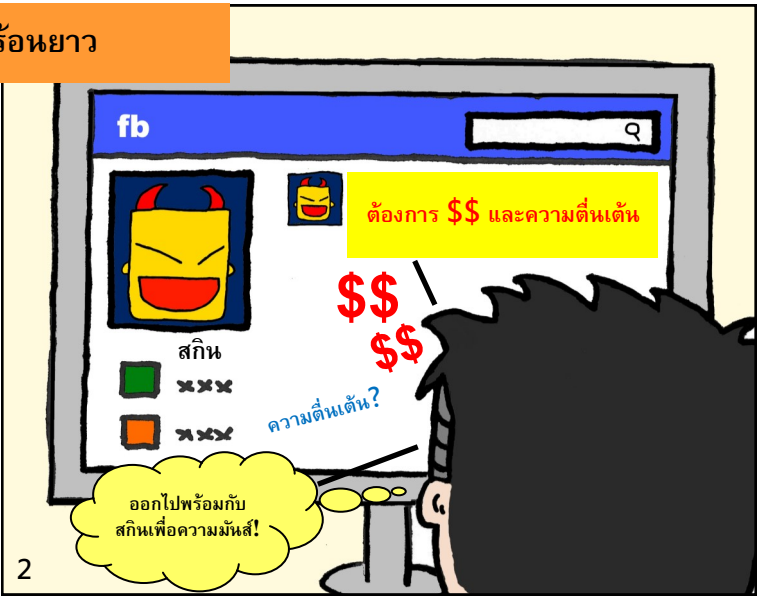 ร้อนยาว
fb
ต้องการ $$ และความตื่นเต้น
$$
$$
สกิน
xxx
xxx
ความตื่นเต้น?
ออกไปพร้อมกับ
สกินเพื่อความมันส์!
2